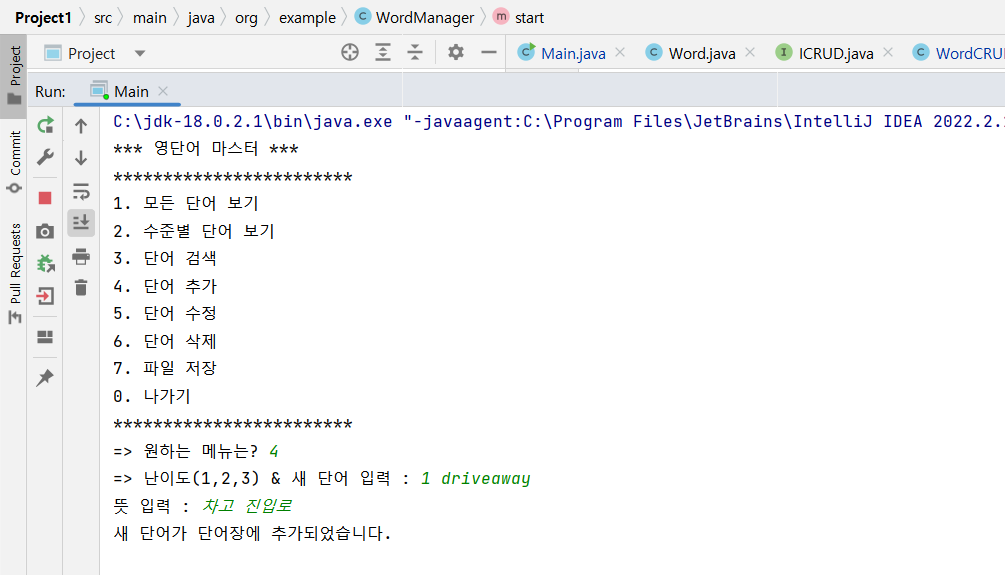 Project1 src main java org example C WordManager m start
Project Main.java Word.java ICRUD.java
Run: Main
Project
Commit
Pull Requests
C:\jdk-18.0.2.1\bin\java.exe "-javaagent:C:\Program Files\JetBrains\IntelliJ IDEA 2022.2.
*** 영단어 마스터 ***
************************
1. 모든 단어 보기
2. 수준별 단어 보기
3. 단어 검색
4. 단어 추가
5. 단어 수정
6. 단어 삭제
7. 파일 저장
0. 나가기
************************
=> 원하는 메뉴는? 4
=> 난이도(1,2,3) & 새 단어 입력 : 1 driveaway
뜻 입력 : 차고 진입로
새 단어가 단어장에 추가되었습니다.